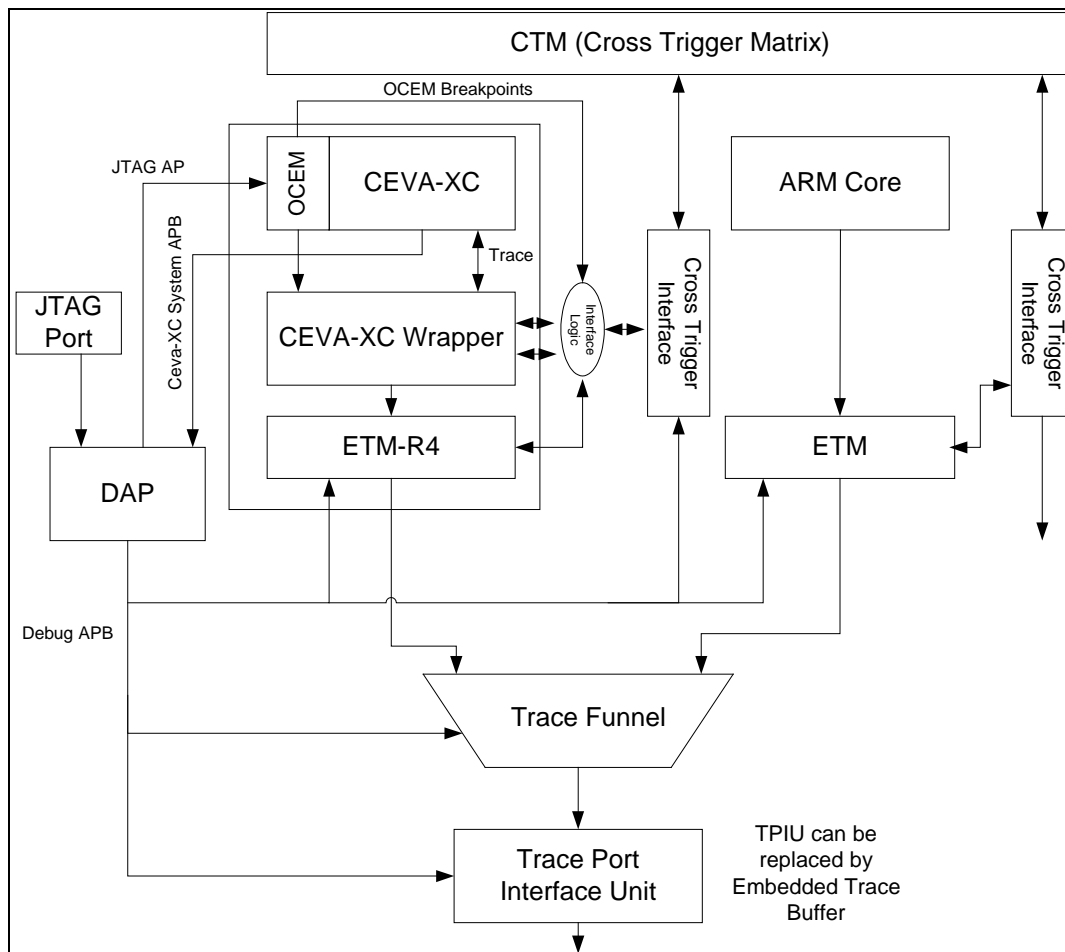 CTM (Cross Trigger Matrix)
OCEM Breakpoints
JTAG AP
OCEM
CEVA-XC
ARM Core
Ceva-XC System APB
Trace
Cross Trigger
Interface
Cross Trigger
Interface
JTAG
Port
CEVA-XC Wrapper
Interface
Logic
ETM-R4
ETM
DAP
Debug APB
Trace Funnel
Trace Port
Interface Unit
TPIU can be
replaced by
Embedded Trace
Buffer